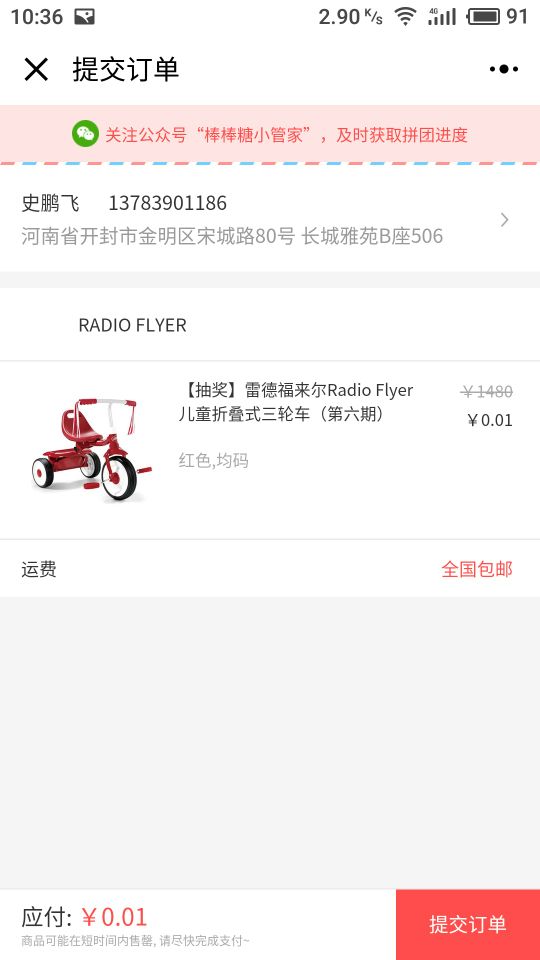 10:36
2.90 K/s
4G
91
提交订单
关注公众号“棒棒糖小管家”，及时获取拼团进度
史鹏飞 13783901186
河南省开封市金明区宋城路80号 长城雅苑B座506
RADIO FLYER
【抽奖】雷德福来尔Radio Flyer
儿童折叠式三轮车（第六期）
￥1480
￥0.01
红色,均码
运费
全国包邮
应付: ￥0.01
商品可能在短时间内售罄, 请尽快完成支付~
提交订单